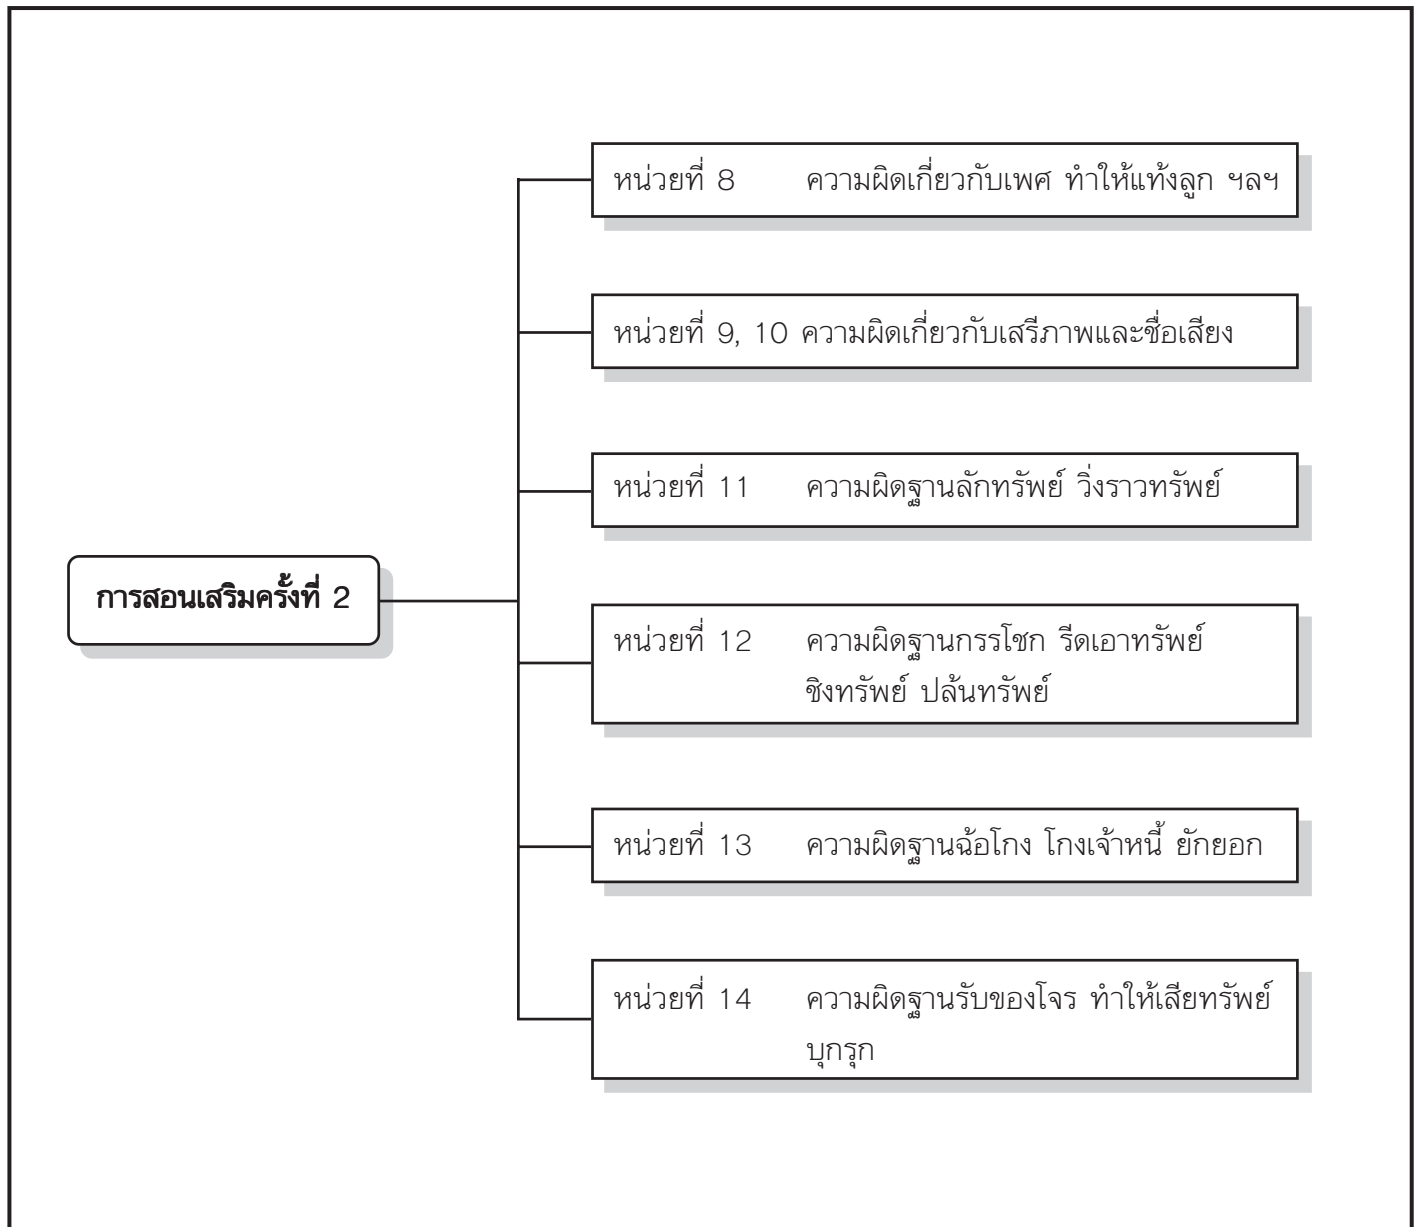 หน่วยที่ 8 ความผิดเกี่ยวกับเพศ ทำให้แท้งลูก ฯลฯ
หน่วยที่ 9, 10 ความผิดเกี่ยวกับเสรีภาพและชื่อเสียง
หน่วยที่ 11 ความผิดฐานลักทรัพย์ วิ่งราวทรัพย์
การสอนเสริมครั้งที่ 2
หน่วยที่ 12 ความผิดฐานกรรโชก รีดเอาทรัพย์
ชิงทรัพย์ ปล้นทรัพย์
หน่วยที่ 13 ความผิดฐานฉ้อโกง โกงเจ้าหนี้ ยักยอก
หน่วยที่ 14 ความผิดฐานรับของโจร ทำให้เสียทรัพย์
บุกรุก